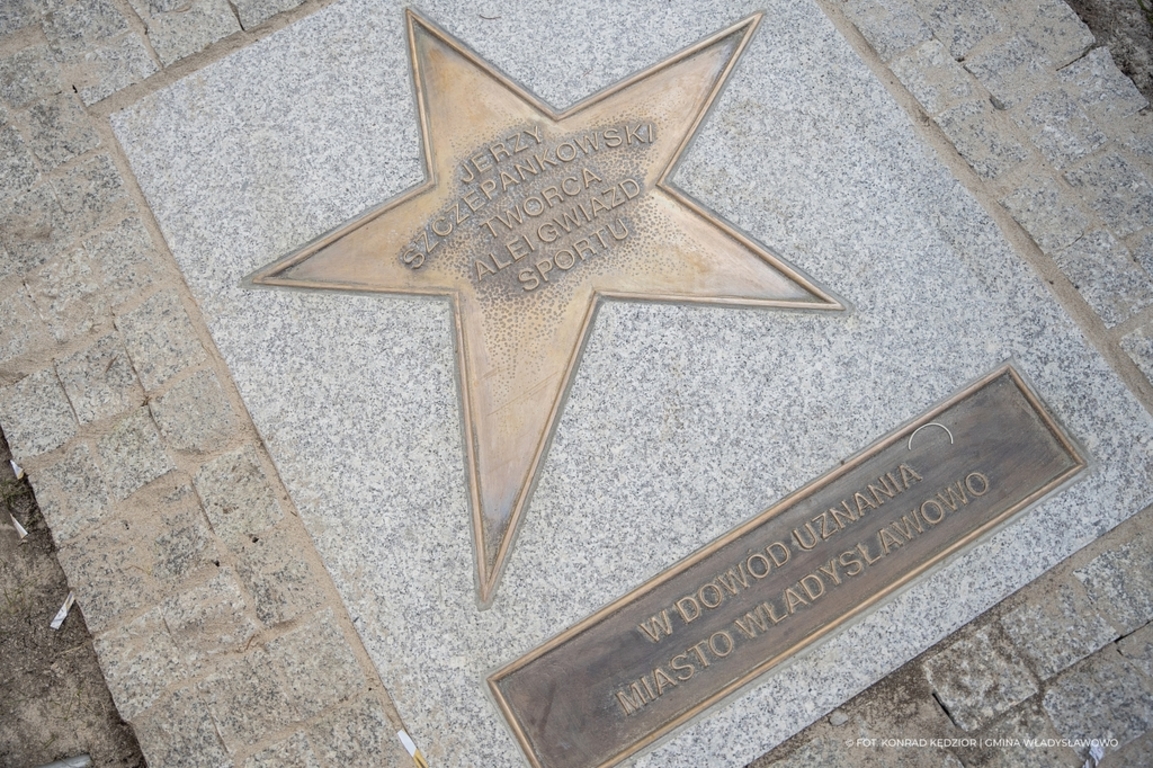 JERZY
SZCZEPANKOWSKI
TWÓRCA
ALEI GWIAZD
SPORTU
W DOWÓD UZNANIA
MIASTO WŁADYSŁAWOWO
© FOT. KONRAD KĘDZIOR | GMINA WŁADYSŁAWOWO